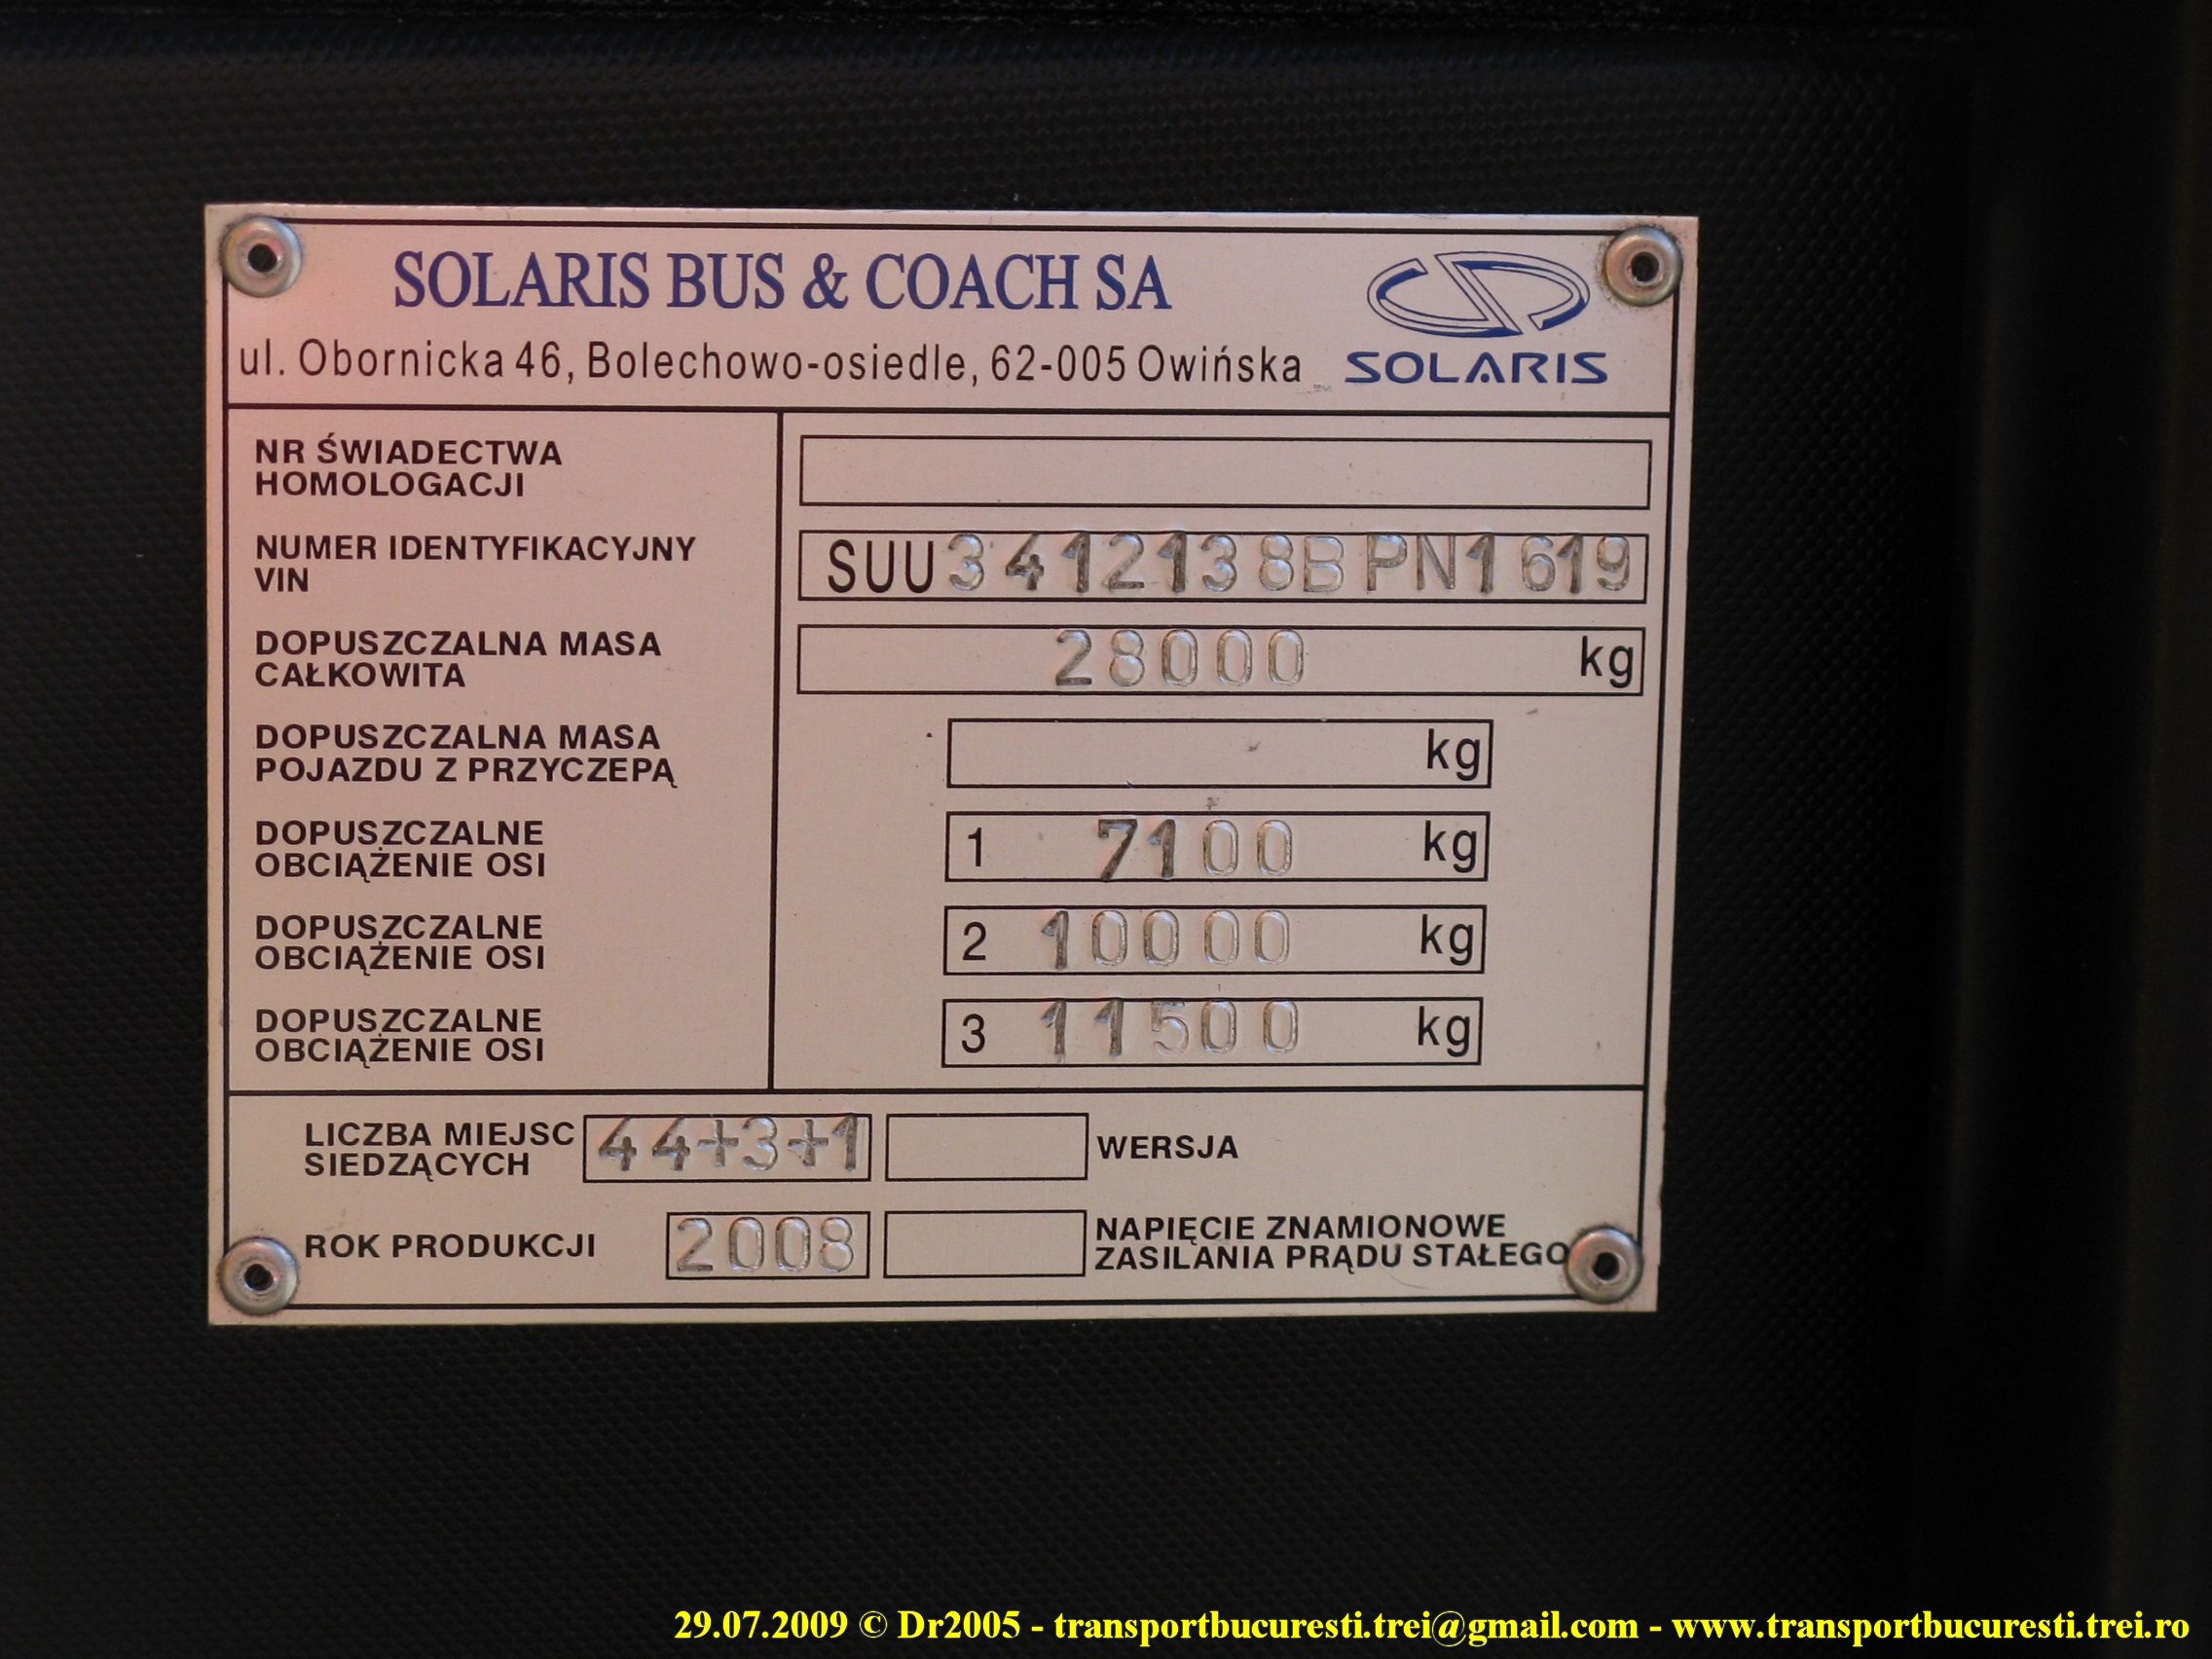 SOLARIS BUS & COACH SA
ul. Obornicka 46, Bolechowo-osiedle, 62-005 Owińska
SOLARIS
NR ŚWIADECTWA
HOMOLOGACJI
NUMER IDENTYFIKACYJNY
VIN
SUU3412138BPN1619
DOPUSZCZALNA MASA
CAŁKOWITA
28000 kg
DOPUSZCZALNA MASA
POJAZDU Z PRZYCZEPĄ
kg
DOPUSZCZALNE
OBCIĄŻENIE OSI
1 7100 kg
DOPUSZCZALNE
OBCIĄŻENIE OSI
2 10000 kg
DOPUSZCZALNE
OBCIĄŻENIE OSI
3 11500 kg
LICZBA MIEJSC
SIEDZĄCYCH
44+3+1
WERSJA
ROK PRODUKCJI
2008
NAPIĘCIE ZNAMIONOWE
ZASILANIA PRĄDU STAŁEGO
29.07.2009 © Dr2005 - transportbucuresti.trei@gmail.com - www.transportbucuresti.trei.ro